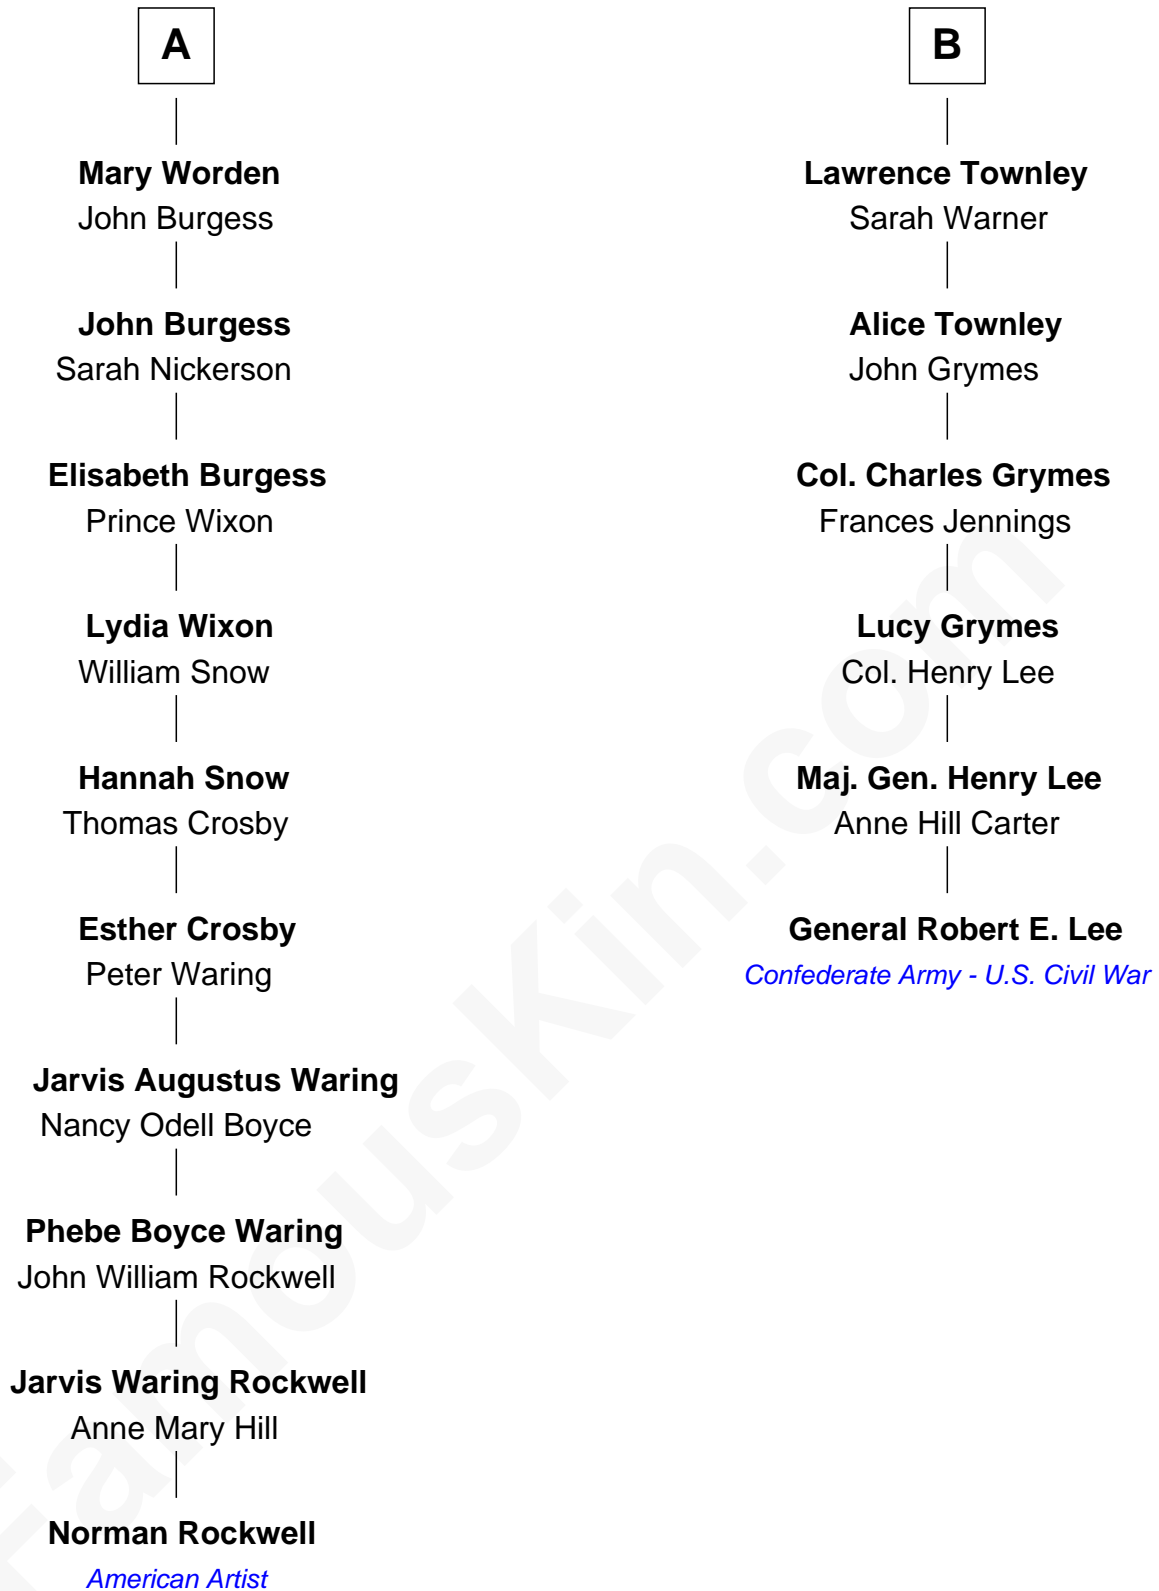 A
Mary Worden
John Burgess
John Burgess
Sarah Nickerson
Elisabeth Burgess
Prince Wixon
Lydia Wixon
William Snow
Hannah Snow
Thomas Crosby
Esther Crosby
Peter Waring
Jarvis Augustus Waring
Nancy Odell Boyce
Phebe Boyce Waring
John William Rockwell
Jarvis Waring Rockwell
Anne Mary Hill
Norman Rockwell
American Artist
B
Lawrence Townley
Sarah Warner
Alice Townley
John Grymes
Col. Charles Grymes
Frances Jennings
Lucy Grymes
Col. Henry Lee
Maj. Gen. Henry Lee
Anne Hill Carter
General Robert E. Lee
Confederate Army - U.S. Civil War
FamousKin.com